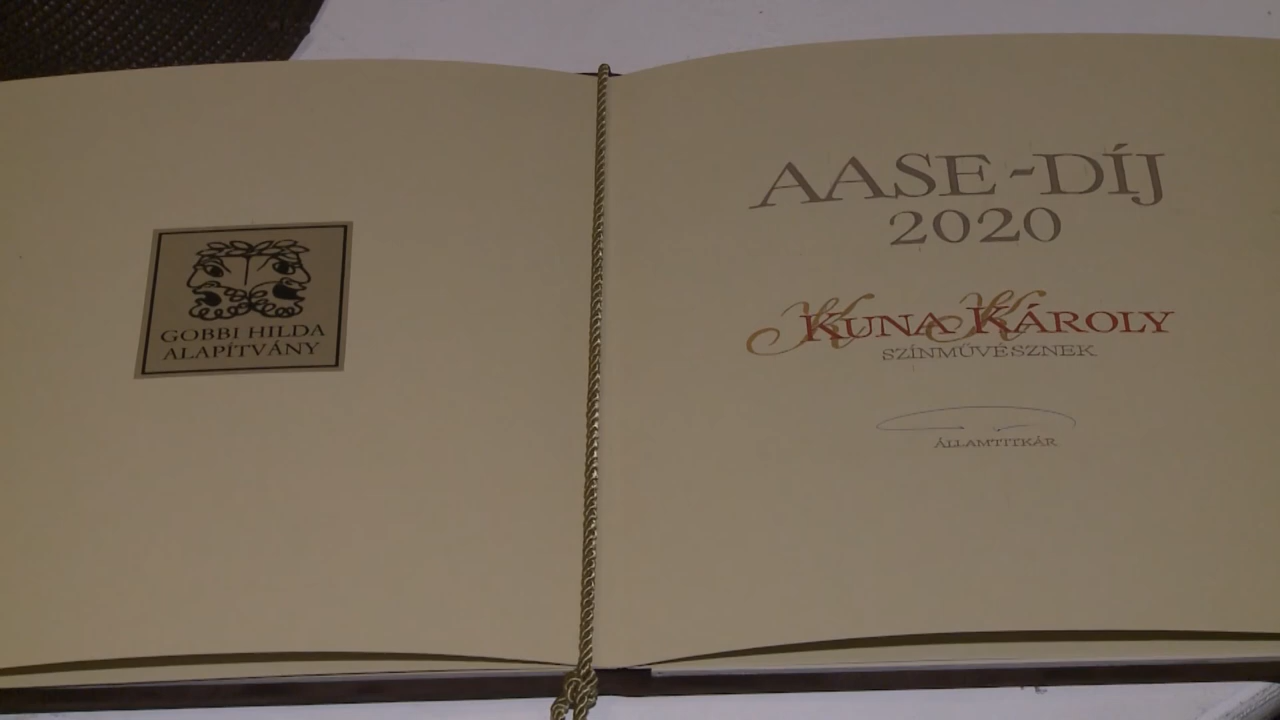 GOBBI HILDA
ALAPÍTVÁNY
AASE-DÍJ
2020
KUNA KÁROLY
SZÍNMŰVÉSZNEK
ÁLLAMTITKÁR